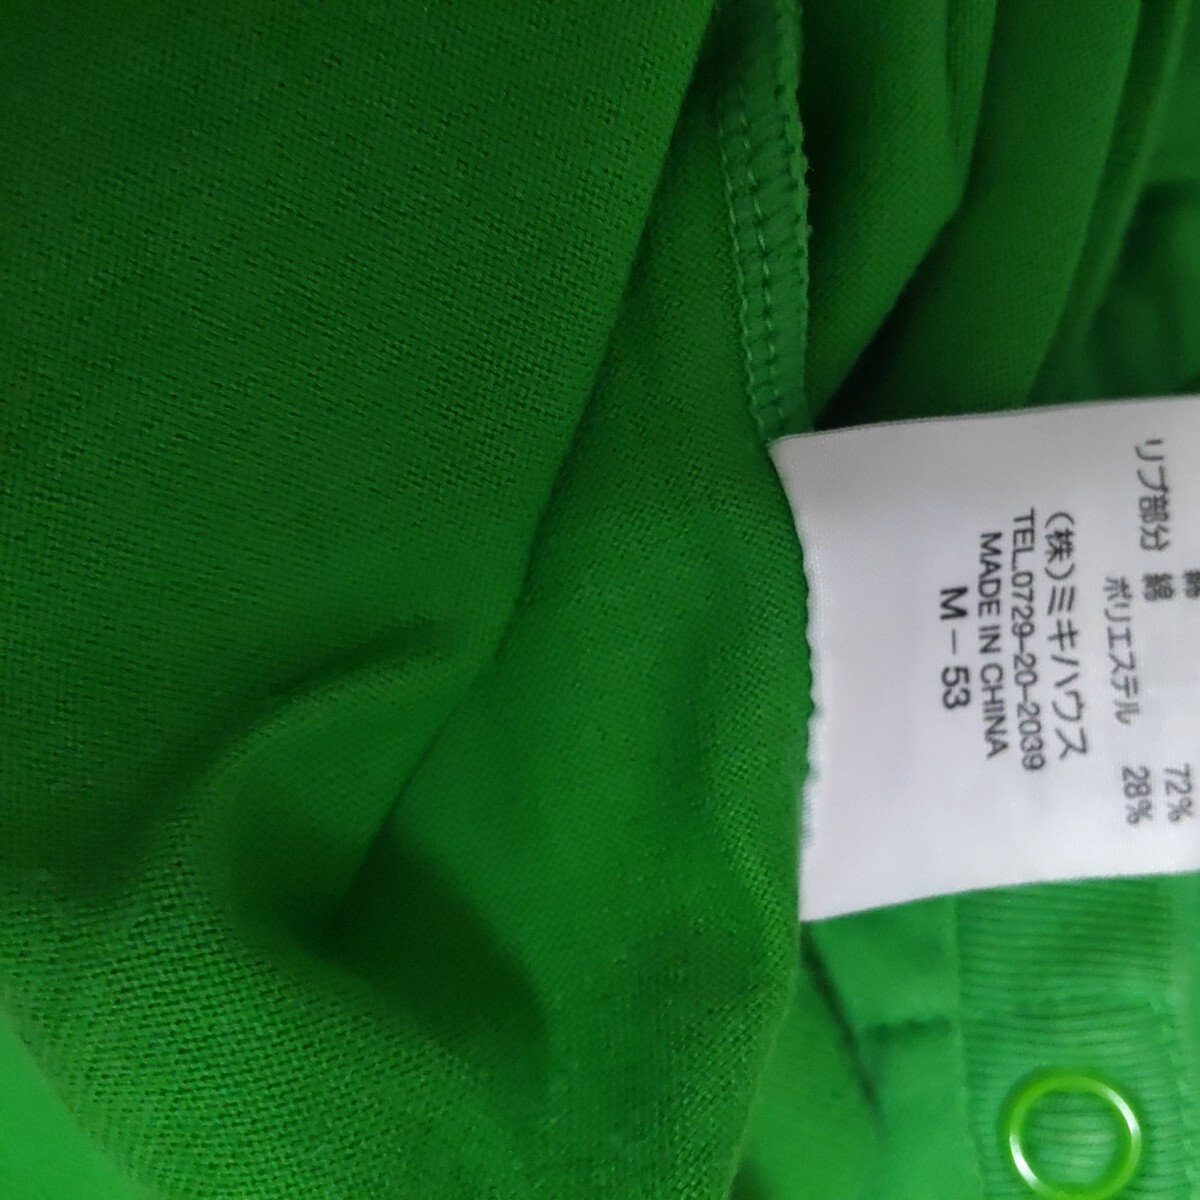 リブ部分 綿 72%
ポリエステル 28%
(株)ミキハウス
TEL.0729-20-2039
MADE IN CHINA
M-53